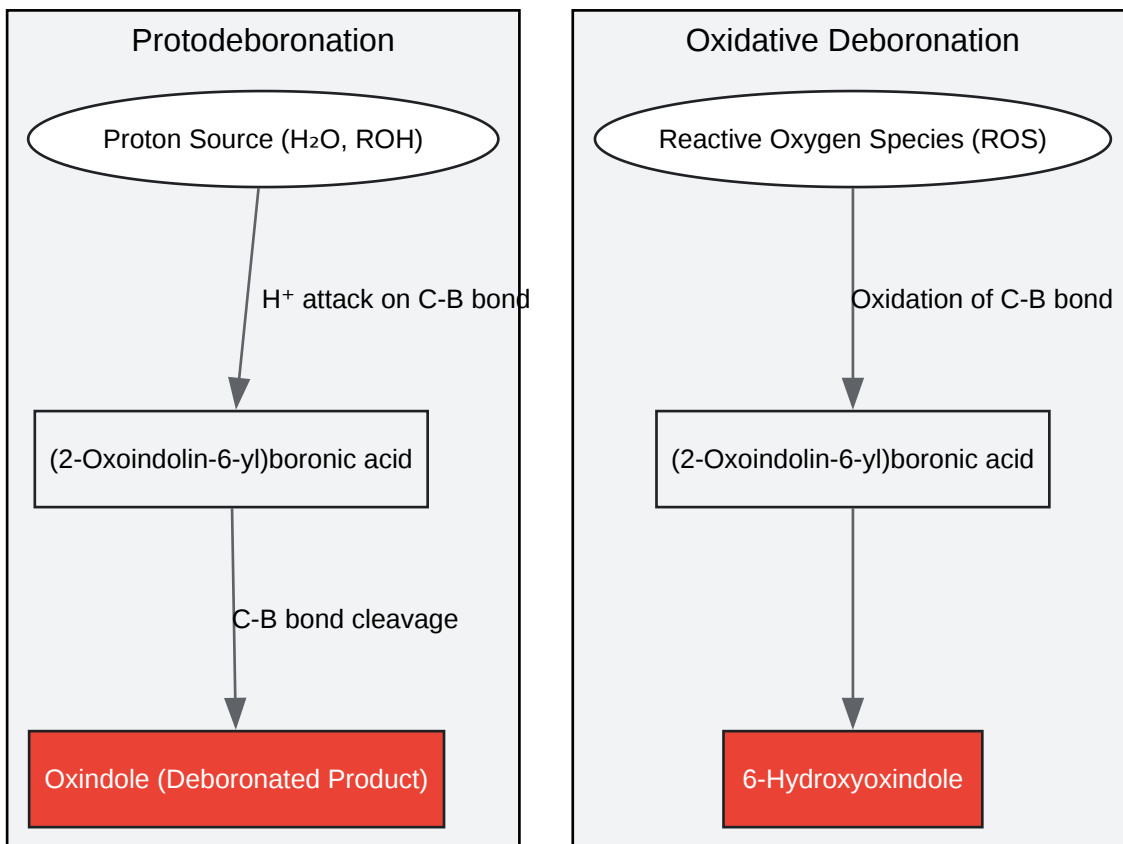 Protodeboronation
Proton Source (H₂O, ROH)
H⁺ attack on C-B bond
(2-Oxoindolin-6-yl)boronic acid
C-B bond cleavage
Oxindole (Deboronated Product)
Oxidative Deboronation
Reactive Oxygen Species (ROS)
Oxidation of C-B bond
(2-Oxoindolin-6-yl)boronic acid
6-Hydroxyoxindole